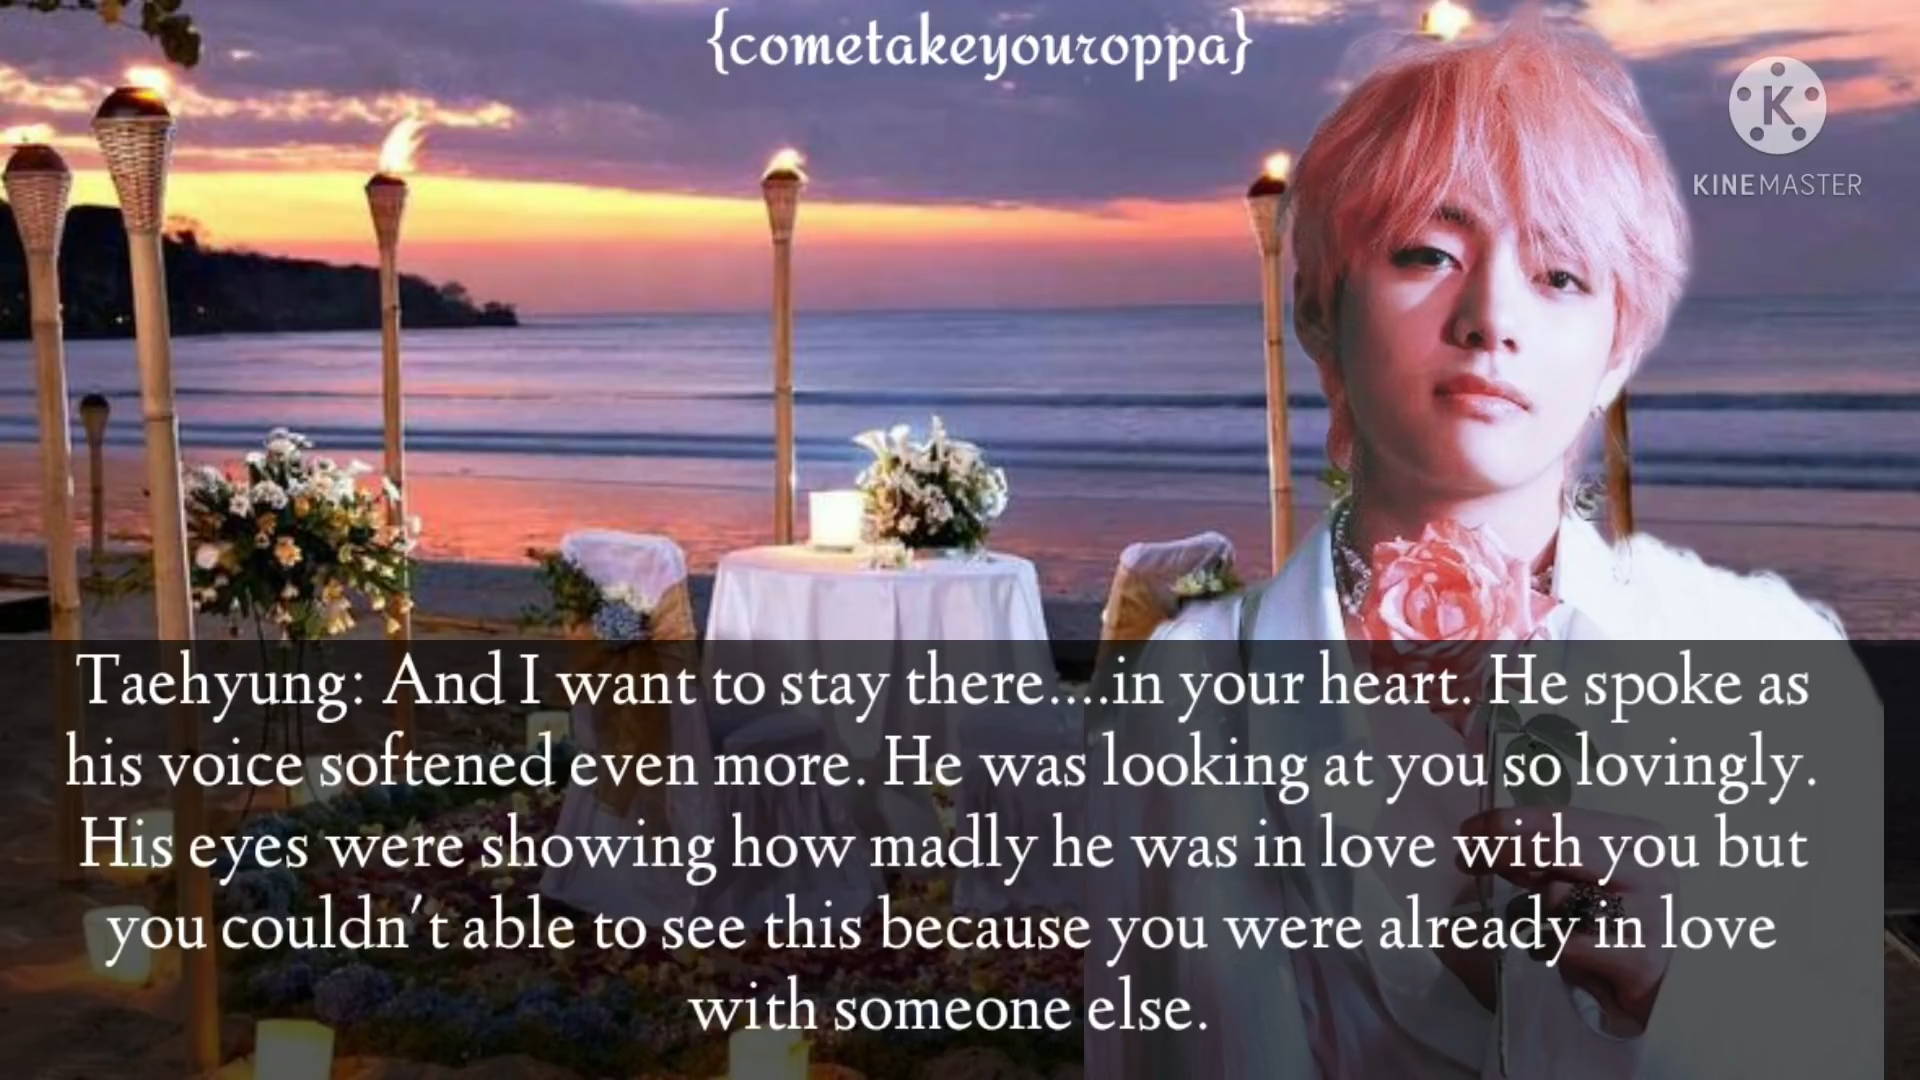 {cometakeyouroppa}
K
KINEMASTER
Taehyung: And I want to stay there....in your heart. He spoke as
his voice softened even more. He was looking at you so lovingly.
His eyes were showing how madly he was in love with you but
you couldn't able to see this because you were already in love
with someone else.